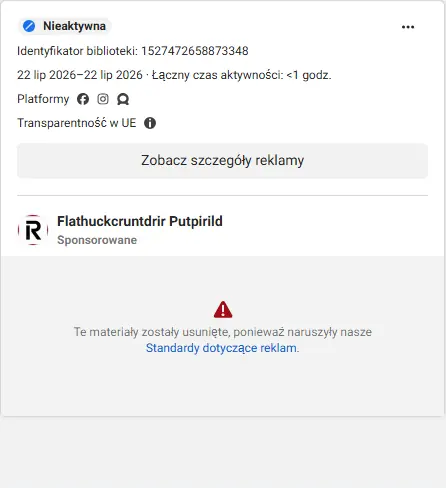 Nieaktywna
Identyfikator biblioteki: 1527472658873348
22 lip 2026–22 lip 2026 · Łączny czas aktywności: <1 godz.
Platformy
Transparentność w UE
Zobacz szczegóły reklamy
R
Flathuckcruntdrir Putpirild
Sponsorowane
Te materiały zostały usunięte, ponieważ naruszyły nasze
Standardy dotyczące reklam.